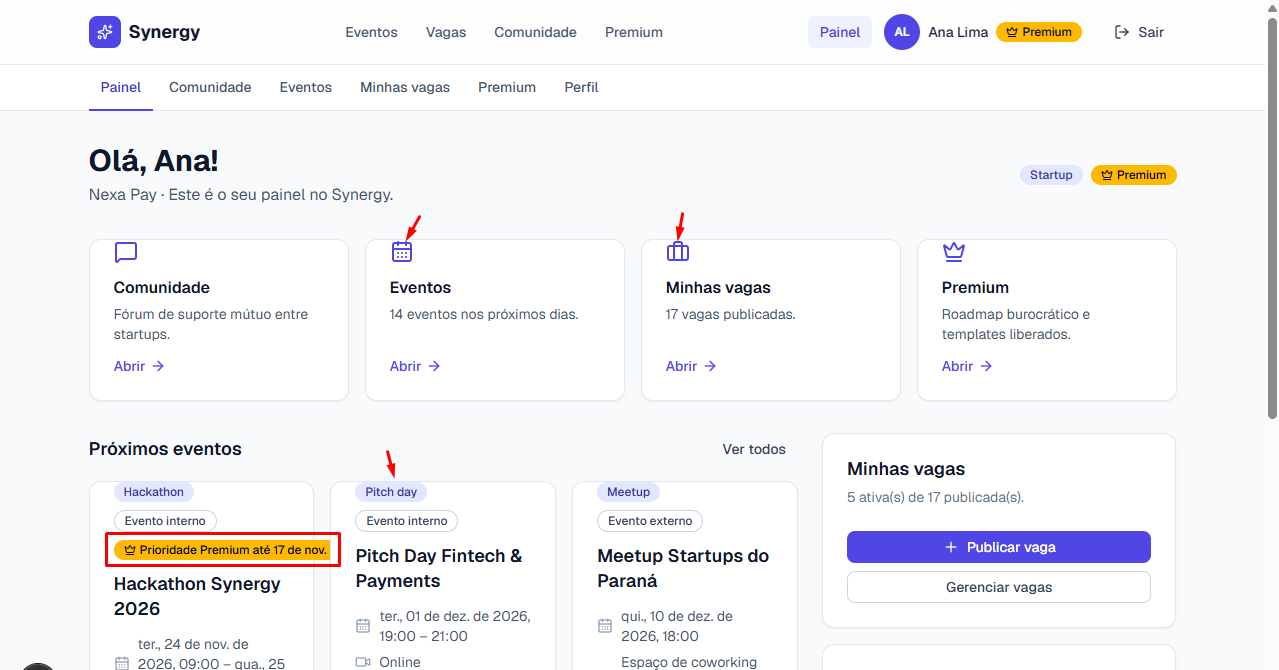 Synergy
Eventos
Vagas
Comunidade
Premium
Painel
AL
Ana Lima
Premium
Sair
Painel
Comunidade
Eventos
Minhas vagas
Premium
Perfil
Olá, Ana!
Nexa Pay · Este é o seu painel no Synergy.
Startup
Premium
Comunidade
Fórum de suporte mútuo entre
startups.
Abrir
Eventos
14 eventos nos próximos dias.
Abrir
Minhas vagas
17 vagas publicadas.
Abrir
Premium
Roadmap burocrático e
templates liberados.
Abrir
Próximos eventos
Ver todos
Hackathon
Evento interno
Prioridade Premium até 17 de nov.
Hackathon Synergy
2026
ter., 24 de nov. de
2026, 09:00 – qua., 25
Pitch day
Evento interno
Pitch Day Fintech &
Payments
ter., 01 de dez. de 2026,
19:00 – 21:00
Online
Meetup
Evento externo
Meetup Startups do
Paraná
qui., 10 de dez. de
2026, 18:00
Espaço de coworking
Minhas vagas
5 ativa(s) de 17 publicada(s).
Publicar vaga
Gerenciar vagas